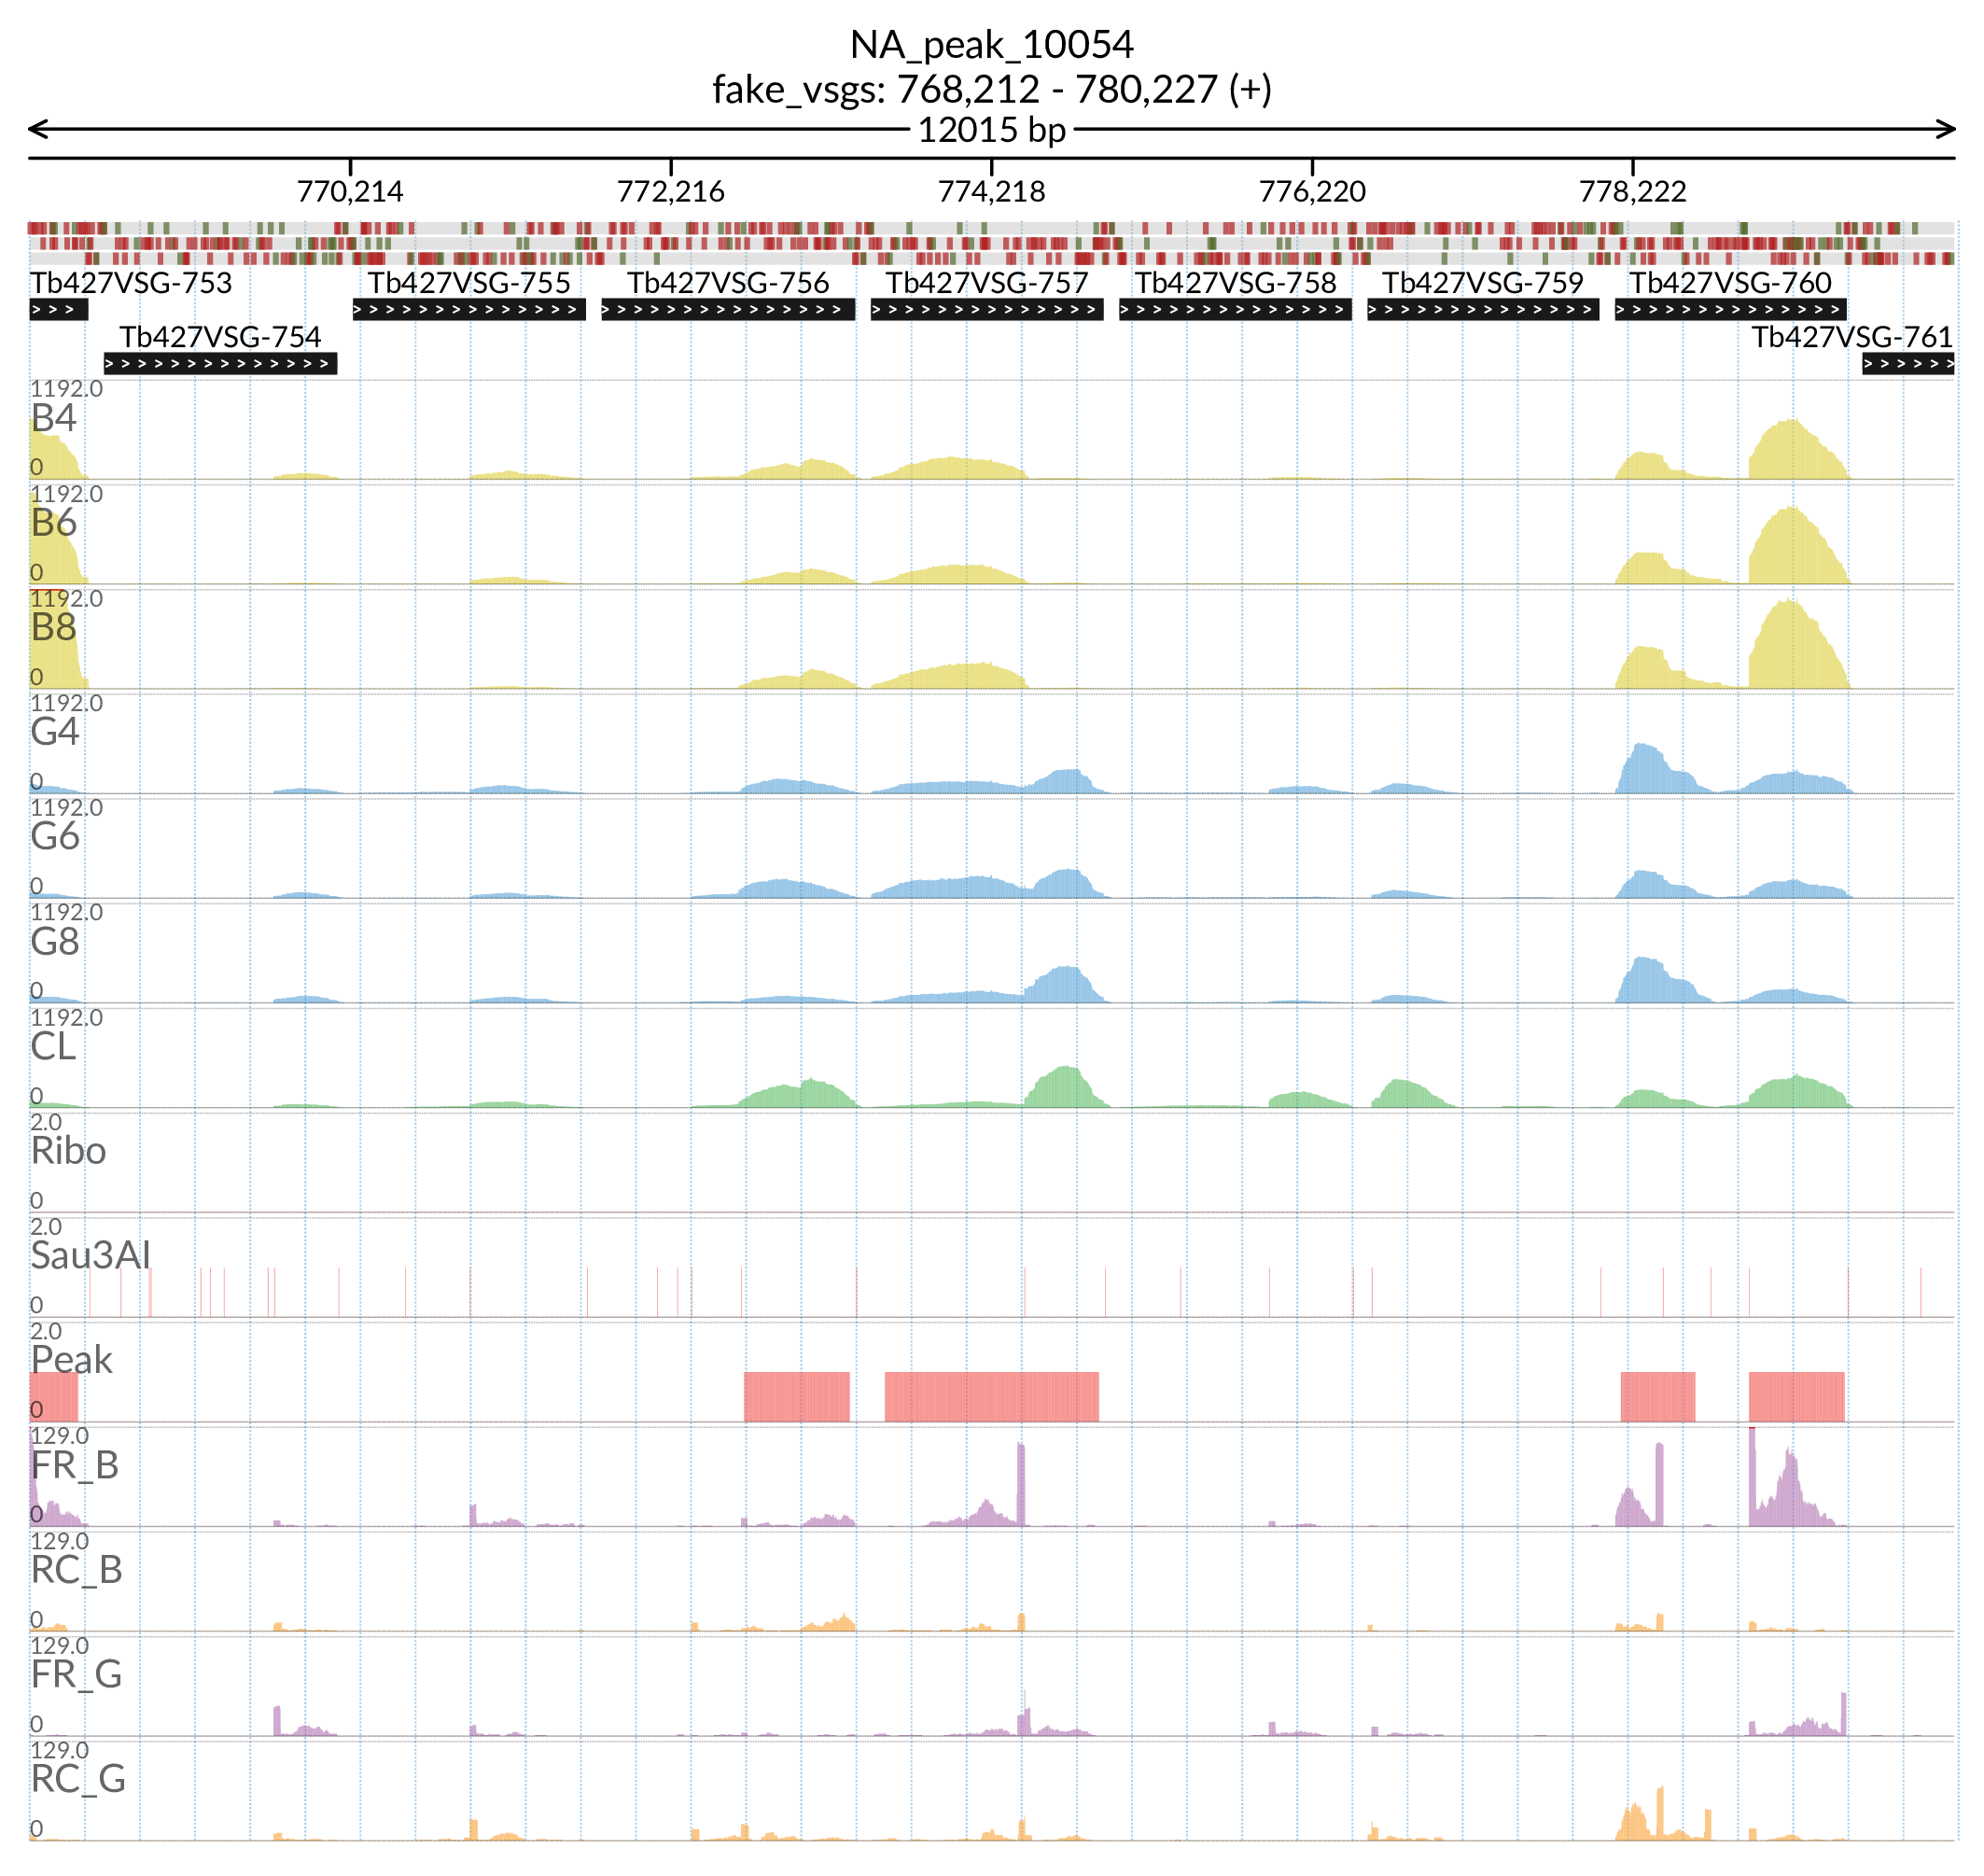 NA_peak_10054
fake_vsgs: 768,212 - 780,227 (+)
12015 bp
770,214 772,216 774,218 776,220 778,222
Tb427VSG-753 Tb427VSG-755 Tb427VSG-756 Tb427VSG-757 Tb427VSG-758 Tb427VSG-759 Tb427VSG-760
Tb427VSG-754 Tb427VSG-761
1192.0
B4
0
1192.0
B6
0
1192.0
B8
0
1192.0
G4
0
1192.0
G6
0
1192.0
G8
0
1192.0
CL
0
2.0
Ribo
0
2.0
Sau3AI
0
2.0
Peak
0
129.0
FR_B
0
129.0
RC_B
0
129.0
FR_G
0
129.0
RC_G
0